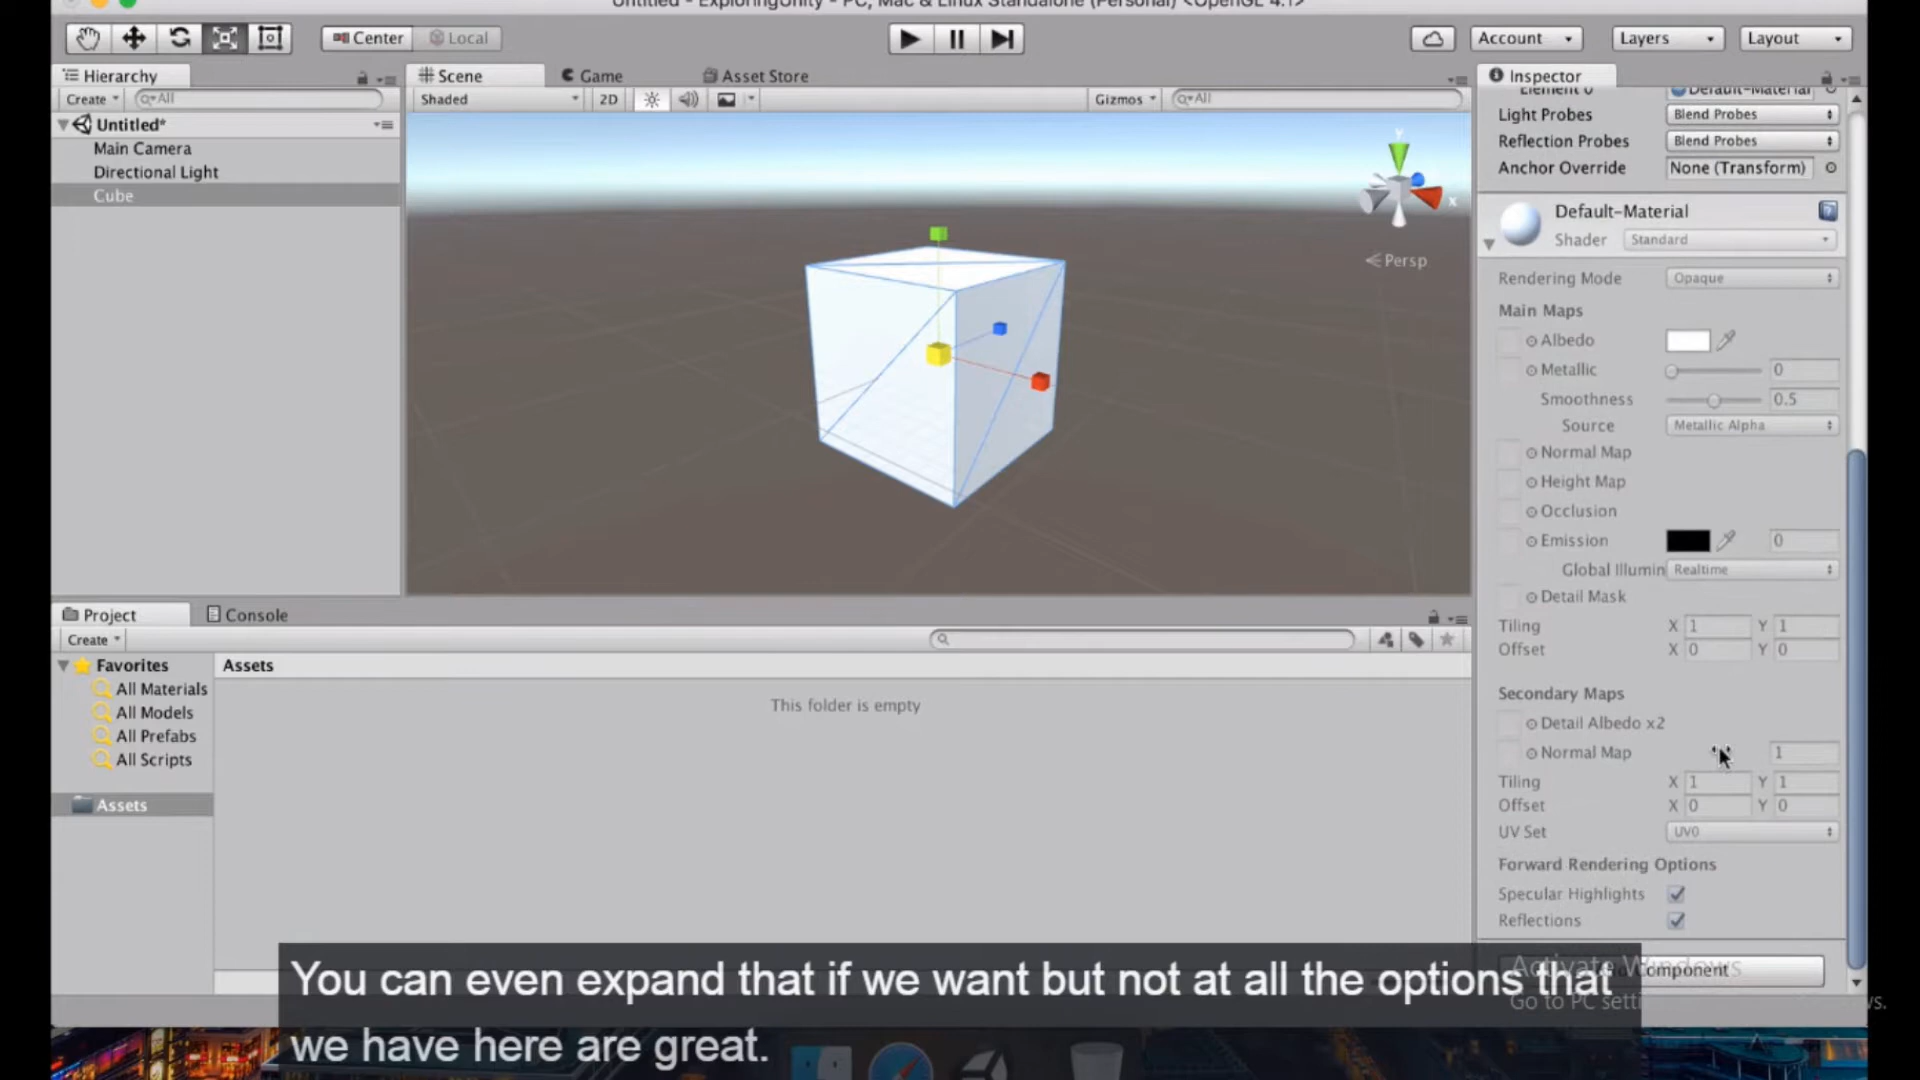 Untitled - ExploringUnity - PC, Mac & Linux Standalone (Personal) <OpenGL 4.1>
Center
Local
Account
Layers
Layout
Hierarchy
Create
All
Untitled*
Main Camera
Directional Light
Cube
Scene
Game
Asset Store
Shaded
2D
Gizmos
All
y
x
Persp
Inspector
Element 0
Default-Material
Light Probes
Blend Probes
Reflection Probes
Blend Probes
Anchor Override
None (Transform)
Default-Material
Shader
Standard
Rendering Mode
Opaque
Main Maps
Albedo
Metallic
0
Smoothness
0.5
Source
Metallic Alpha
Normal Map
Height Map
Occlusion
Emission
0
Global Illumin
Realtime
Detail Mask
Tiling X 1 Y 1
Offset X 0 Y 0
Secondary Maps
Detail Albedo x2
Normal Map
1
Tiling X 1 Y 1
Offset X 0 Y 0
UV Set
UV0
Forward Rendering Options
Specular Highlights
Reflections
Component
Project
Console
Create
Favorites
All Materials
All Models
All Prefabs
All Scripts
Assets
Assets
This folder is empty
Activate Windows
Go to PC
You can even expand that if we want but not at all the options that
we have here are great.